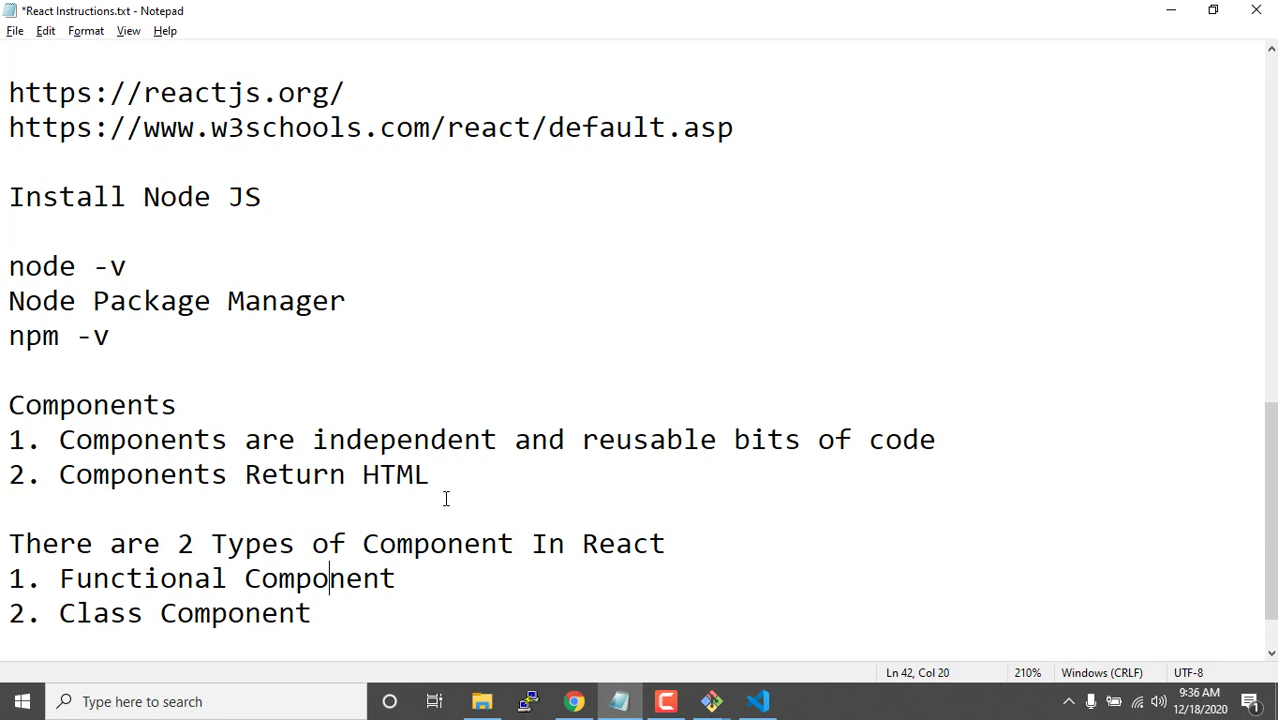 *React Instructions.txt - Notepad
File Edit Format View Help
https://reactjs.org/
https://www.w3schools.com/react/default.asp
Install Node JS
node -v
Node Package Manager
npm -v
Components
1. Components are independent and reusable bits of code
2. Components Return HTML
There are 2 Types of Component In React
1. Functional Component
2. Class Component
Ln 42, Col 20 210% Windows (CRLF) UTF-8
Type here to search
9:36 AM
12/18/2020
1